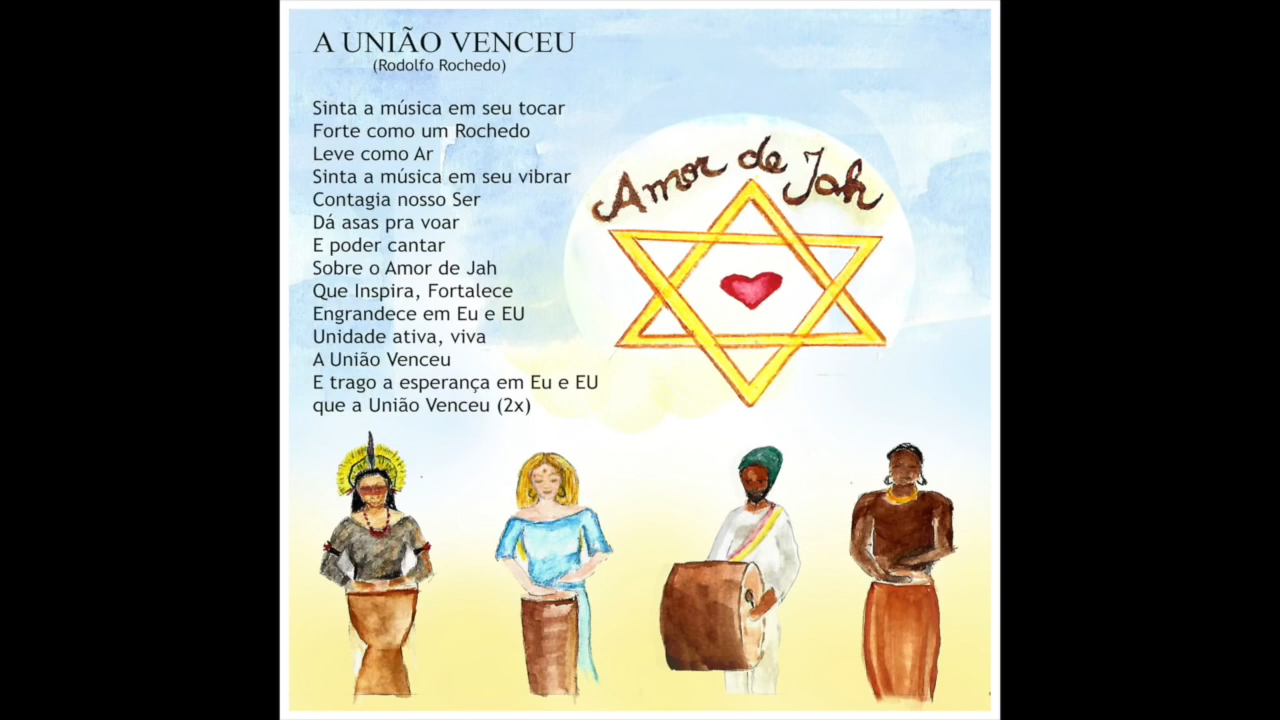 A UNIÃO VENCEU
(Rodolfo Rochedo)
Sinta a música em seu tocar
Forte como um Rochedo
Leve como Ar
Sinta a música em seu vibrar
Contagia nosso Ser
Dá asas pra voar
E poder cantar
Sobre o Amor de Jah
Que Inspira, Fortalece
Engrandece em Eu e EU
Unidade ativa, viva
A União Venceu
E trago a esperança em Eu e EU
que a União Venceu (2x)
Amor de Jah